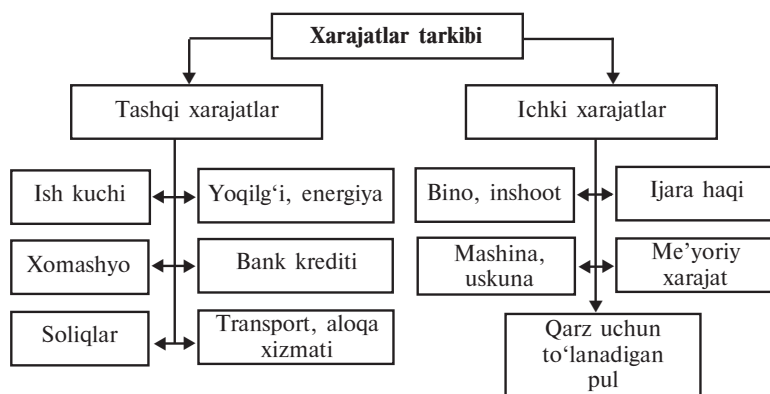 Xarajatlar tarkibi
Tashqi xarajatlar
Ichki xarajatlar
Ish kuchi
Yoqilg‘i, energiya
Bino, inshoot
Ijara haqi
Xomashyo
Bank krediti
Mashina,
uskuna
Me’yoriy
xarajat
Soliqlar
Transport, aloqa
xizmati
Qarz uchun
to‘lanadigan
pul